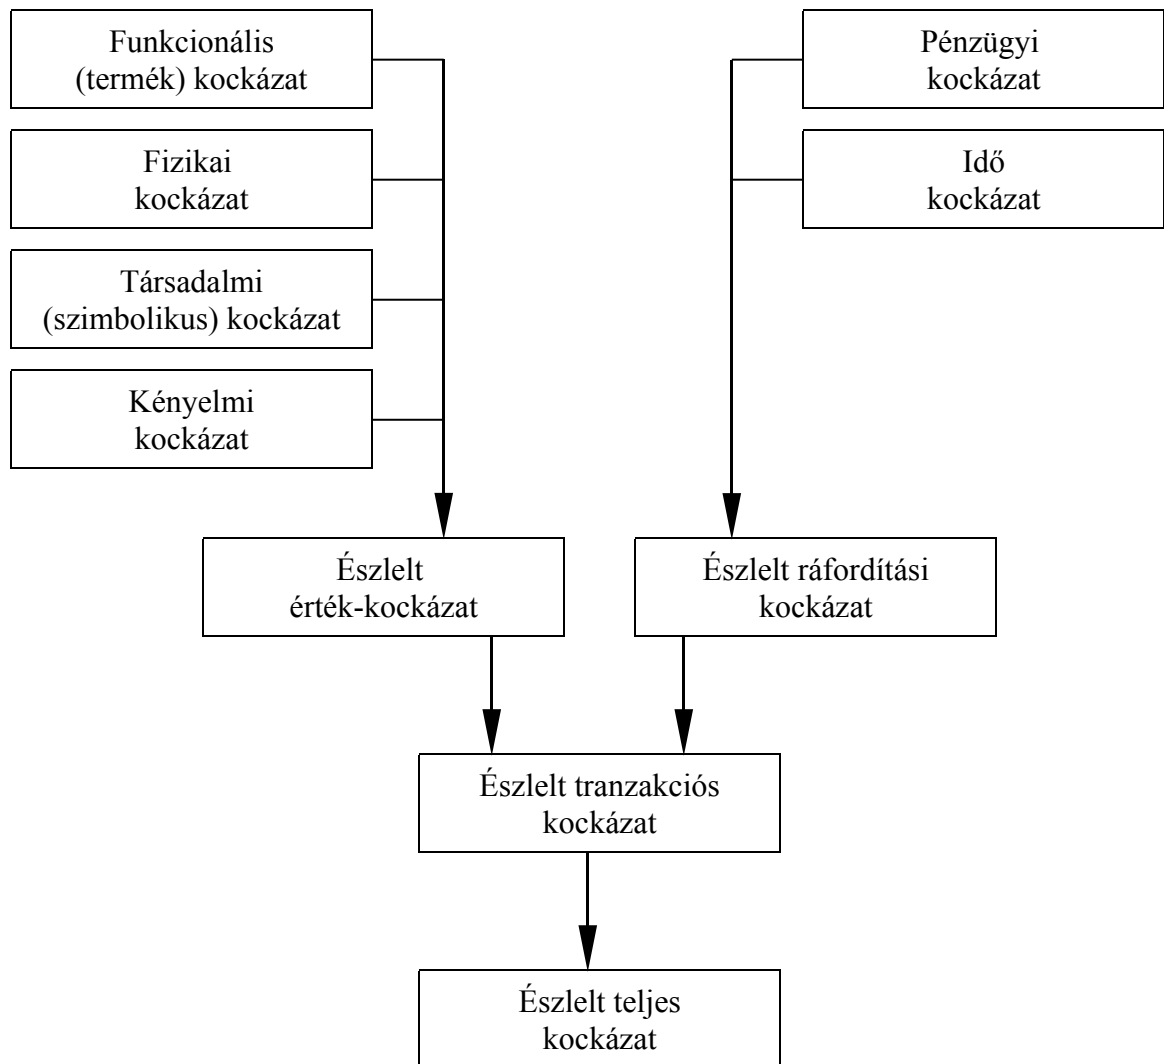 Funkcionális
(termék) kockázat
Pénzügyi
kockázat
Fizikai
kockázat
Idő
kockázat
Társadalmi
(szimbolikus) kockázat
Kényelmi
kockázat
Észlelt
érték-kockázat
Észlelt ráfordítási
kockázat
Észlelt tranzakciós
kockázat
Észlelt teljes
kockázat